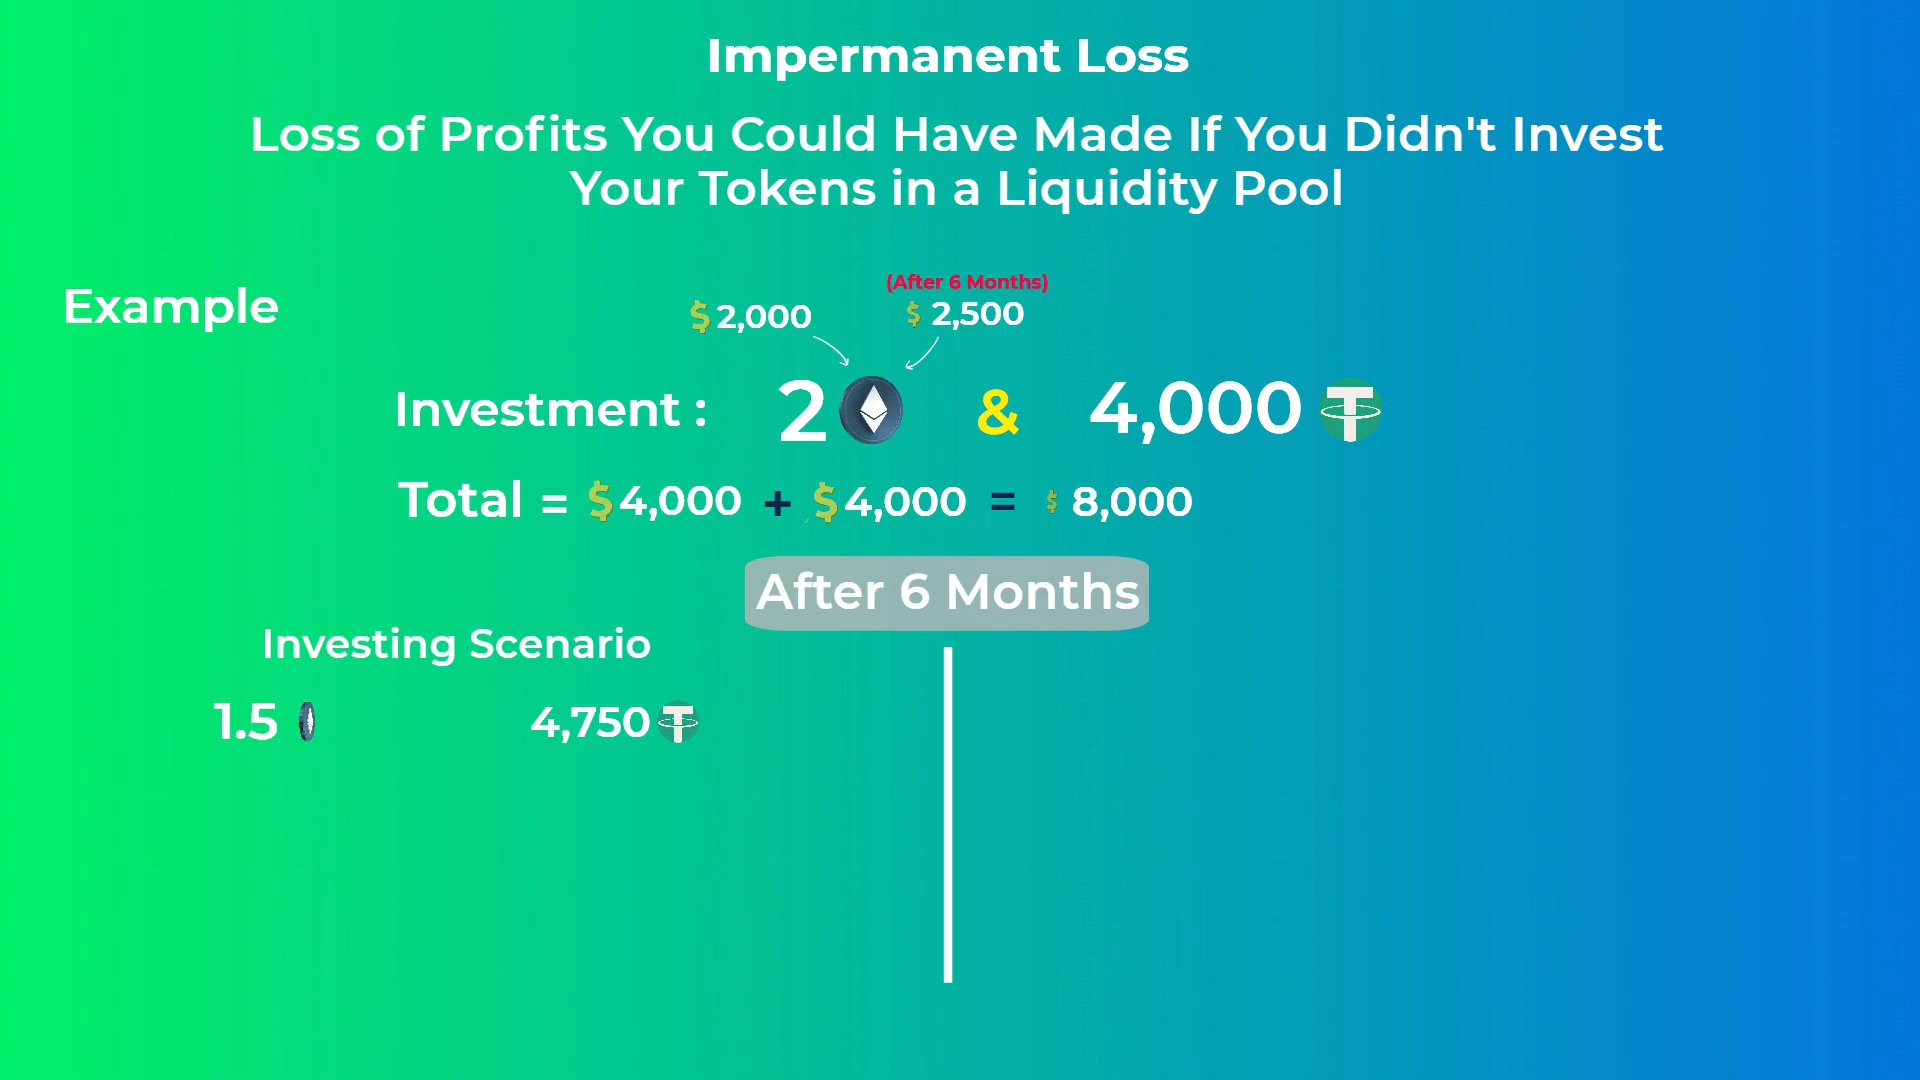 Impermanent Loss
Loss of Profits You Could Have Made If You Didn't Invest
Your Tokens in a Liquidity Pool
Example
(After 6 Months)
$ 2,000 $ 2,500
Investment : 2 & 4,000
Total = $ 4,000 + $ 4,000 = $ 8,000
After 6 Months
Investing Scenario
1.5 4,750